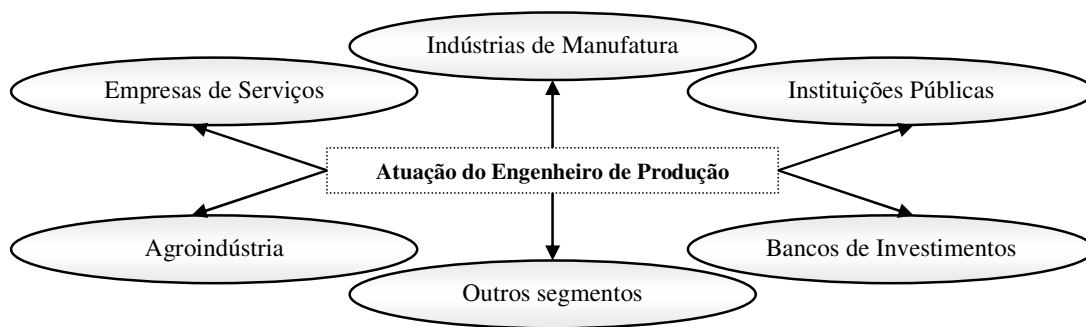 Indústrias de Manufatura
Empresas de Serviços
Instituições Públicas
Atuação do Engenheiro de Produção
Agroindústria
Bancos de Investimentos
Outros segmentos